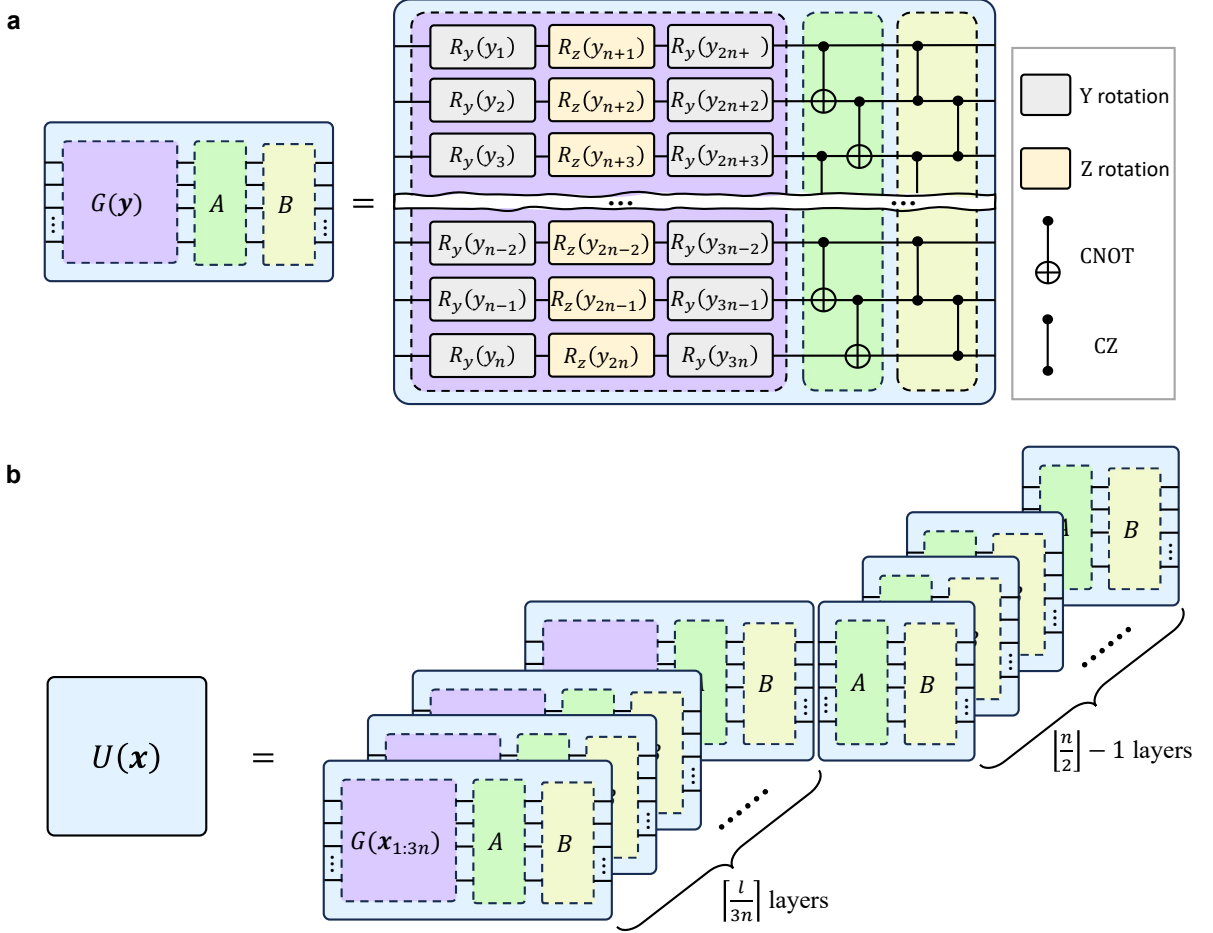 a
G(y) A B
=
R_y(y_1) R_z(y_{n+1}) R_y(y_{2n+ })
R_y(y_2) R_z(y_{n+2}) R_y(y_{2n+2})
R_y(y_3) R_z(y_{n+3}) R_y(y_{2n+3})
R_y(y_{n-2}) R_z(y_{2n-2}) R_y(y_{3n-2})
R_y(y_{n-1}) R_z(y_{2n-1}) R_y(y_{3n-1})
R_y(y_n) R_z(y_{2n}) R_y(y_{3n})
Y rotation
Z rotation
CNOT
CZ
b
U(x)
=
G(x_{1:3n}) A B
B
A B
B
⌈l/3n⌉ layers
⌊n/2⌋ − 1 layers